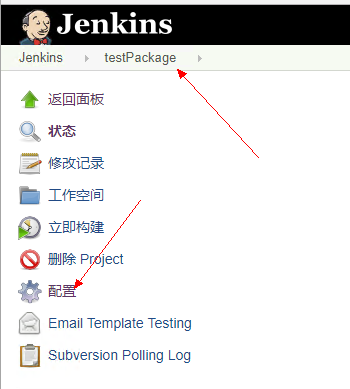 Jenkins
Jenkins testPackage
返回面板
状态
修改记录
工作空间
立即构建
删除 Project
配置
Email Template Testing
Subversion Polling Log